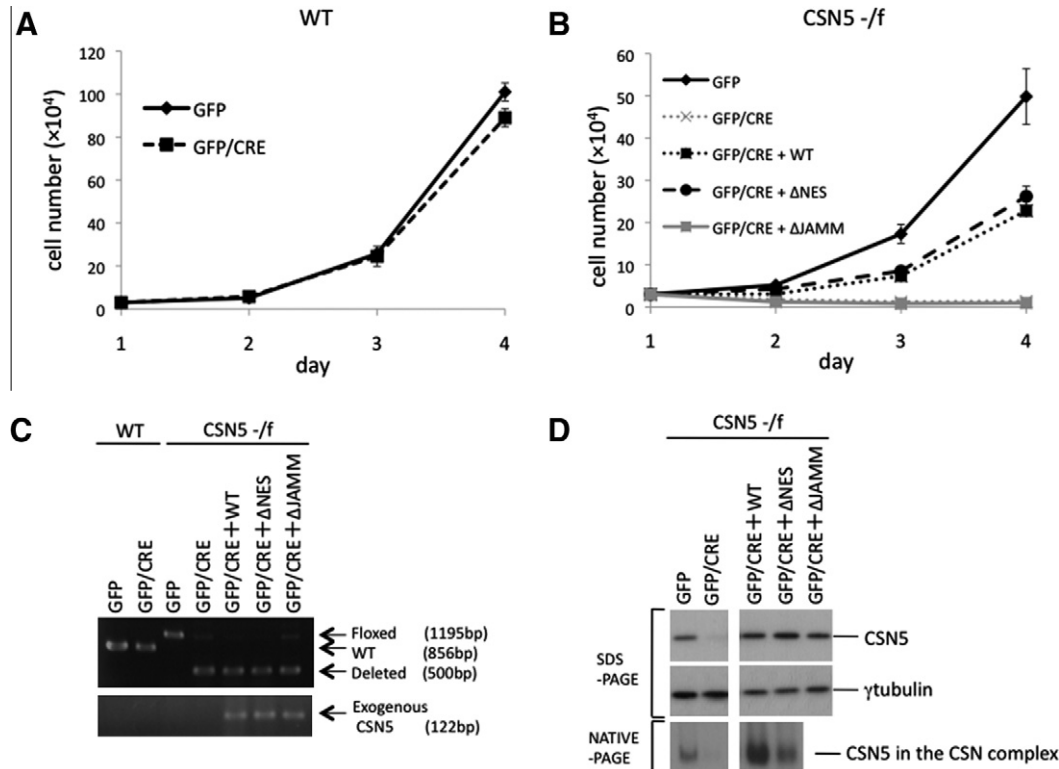 A
WT
cell number (×10⁴)
120
100
80
60
40
20
0
GFP
GFP/CRE
1 2 3 4
day
B
CSN5 -/f
cell number (×10⁴)
60
50
40
30
20
10
0
GFP
GFP/CRE
GFP/CRE + WT
GFP/CRE + ΔNES
GFP/CRE + ΔJAMM
1 2 3 4
day
C
WT CSN5 -/f
GFP
GFP/CRE
GFP
GFP/CRE
GFP/CRE+WT
GFP/CRE+ΔNES
GFP/CRE+ΔJAMM
Floxed (1195bp)
WT (856bp)
Deleted (500bp)
Exogenous
CSN5 (122bp)
D
CSN5 -/f
GFP
GFP/CRE
GFP/CRE+WT
GFP/CRE+ΔNES
GFP/CRE+ΔJAMM
SDS
-PAGE
CSN5
γtubulin
NATIVE
-PAGE
CSN5 in the CSN complex